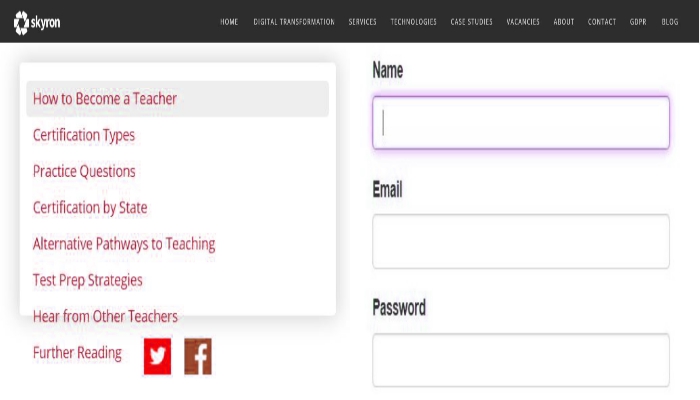 skyron
HOME DIGITAL TRANSFORMATION SERVICES TECHNOLOGIES CASE STUDIES VACANCIES ABOUT CONTACT GDPR BLOG
How to Become a Teacher
Certification Types
Practice Questions
Certification by State
Alternative Pathways to Teaching
Test Prep Strategies
Hear from Other Teachers
Further Reading
Name
Email
Password